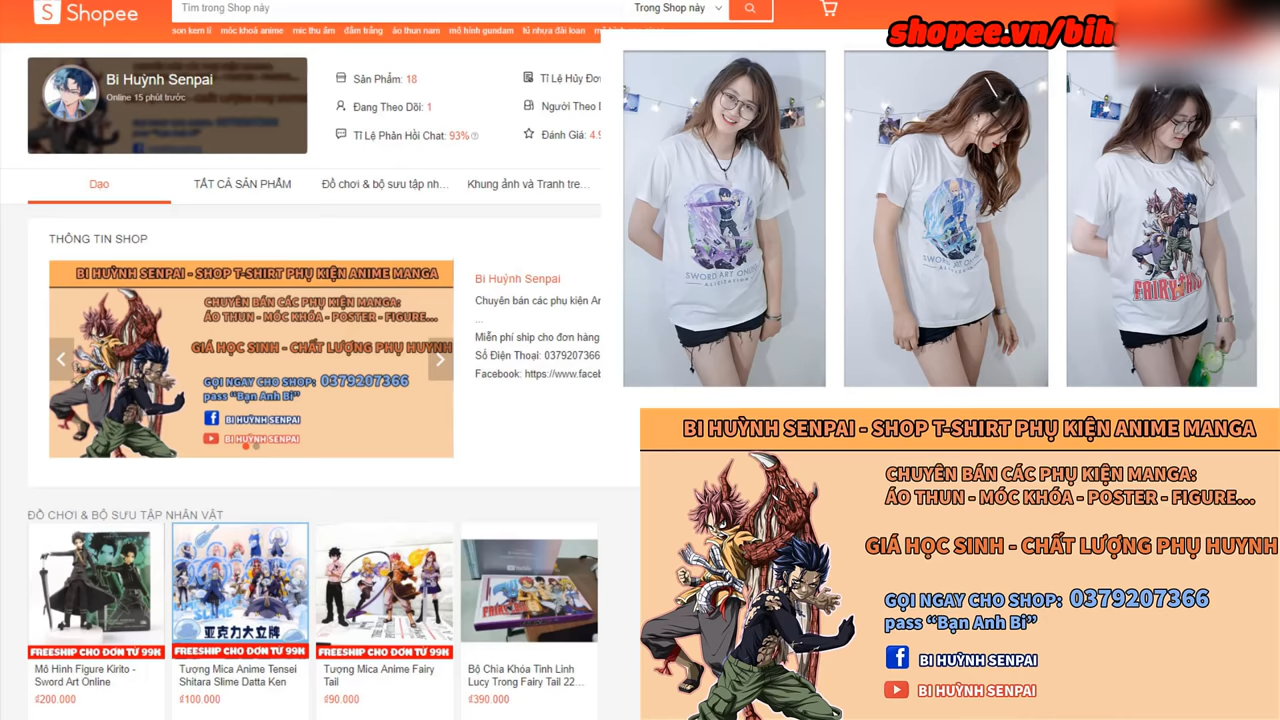 Shopee
Tìm trong Shop này
Trong Shop này
son kem lì móc khoá anime mic thu âm đầm trắng áo thun nam mô hình gundam tủ nhựa đài loan
shopee.vn/bih
Bi Huỳnh Senpai
Online 15 phút trước
Sản Phẩm: 18
Đang Theo Dõi: 1
Tỉ Lệ Phản Hồi Chat: 93%
Tỉ Lệ Hủy Đơ
Người Theo
Đánh Giá: 4.9
Dạo
TẤT CẢ SẢN PHẨM
Đồ chơi & bộ sưu tập nh...
Khung ảnh và Tranh tre...
THÔNG TIN SHOP
BI HUỲNH SENPAI - SHOP T-SHIRT PHỤ KIỆN ANIME MANGA
CHUYÊN BÁN CÁC PHỤ KIỆN MANGA:
ÁO THUN - MÓC KHÓA - POSTER - FIGURE...
GIÁ HỌC SINH - CHẤT LƯỢNG PHỤ HUYNH
GỌI NGAY CHO SHOP: 0379207366
pass “Bạn Anh Bi”
BI HUỲNH SENPAI
BI HUỲNH SENPAI
Bi Huỳnh Senpai
Chuyên bán các phụ kiện An
...
Miễn phí ship cho đơn hàng
Số Điện Thoại: 0379207366
Facebook: https://www.faceb
SWORD ART ONLINE
ALICIZATION
SWORD ART ONLINE
ALICIZATION
FAIRY TAIL
BI HUỲNH SENPAI - SHOP T-SHIRT PHỤ KIỆN ANIME MANGA
CHUYÊN BÁN CÁC PHỤ KIỆN MANGA:
ÁO THUN - MÓC KHÓA - POSTER - FIGURE...
GIÁ HỌC SINH - CHẤT LƯỢNG PHỤ HUYNH
GỌI NGAY CHO SHOP: 0379207366
pass “Bạn Anh Bi”
BI HUỲNH SENPAI
BI HUỲNH SENPAI
ĐỒ CHƠI & BỘ SƯU TẬP NHÂN VẬT
亚克力大立牌
FREESHIP CHO ĐƠN TỪ 99K
FREESHIP CHO ĐƠN TỪ 99K
FREESHIP CHO ĐƠN TỪ 99K
Mô Hình Figure Kirito -
Sword Art Online
₫200.000
Tượng Mica Anime Tensei
Shitara Slime Datta Ken
₫100.000
Tượng Mica Anime Fairy
Tail
₫90.000
Bộ Chìa Khóa Tinh Linh
Lucy Trong Fairy Tail 22...
₫390.000